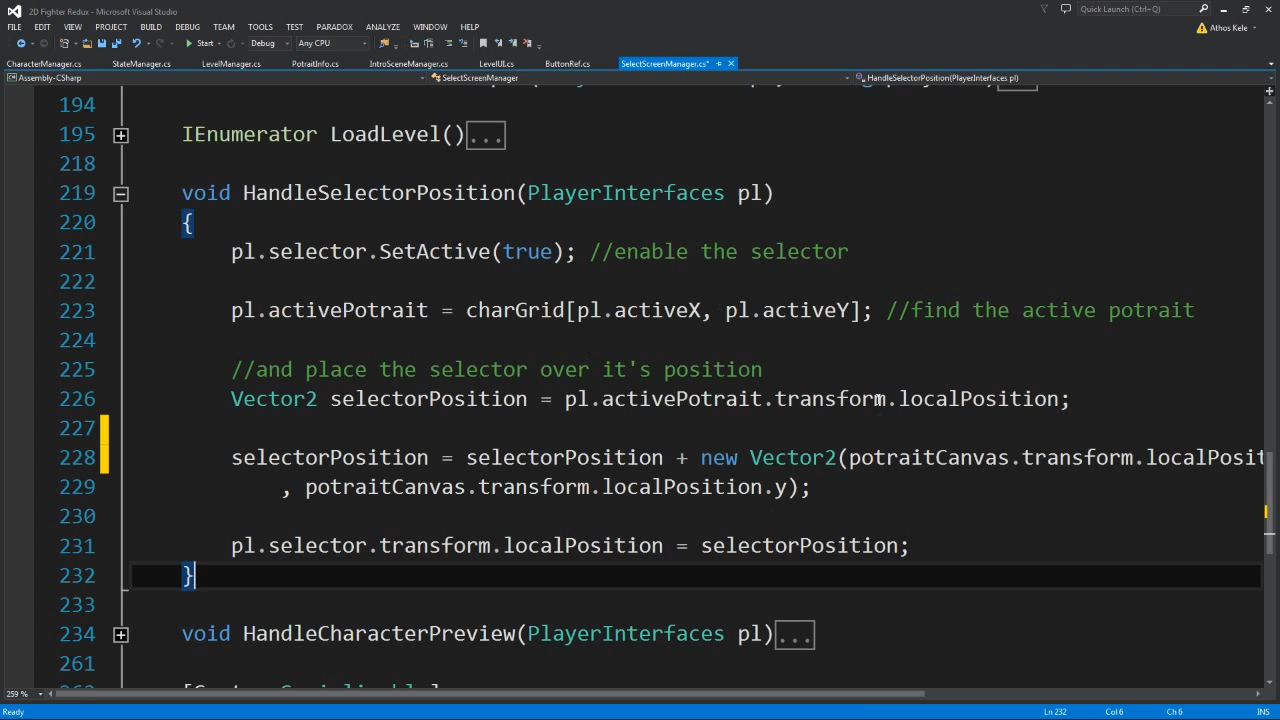 2D Fighter Redux - Microsoft Visual Studio
Quick Launch (Ctrl+Q)
FILE EDIT VIEW PROJECT BUILD DEBUG TEAM TOOLS TEST PARADOX ANALYZE WINDOW HELP
Athos Kele
Start Debug Any CPU
CharacterManager.cs StateManager.cs LevelManager.cs PotraitInfo.cs IntroSceneManager.cs LevelUI.cs ButtonRef.cs SelectScreenManager.cs*
Assembly-CSharp SelectScreenManager HandleSelectorPosition(PlayerInterfaces pl)
194
195 IEnumerator LoadLevel()...
218
219 void HandleSelectorPosition(PlayerInterfaces pl)
220 {
221 pl.selector.SetActive(true); //enable the selector
222
223 pl.activePotrait = charGrid[pl.activeX, pl.activeY]; //find the active potrait
224
225 //and place the selector over it's position
226 Vector2 selectorPosition = pl.activePotrait.transform.localPosition;
227
228 selectorPosition = selectorPosition + new Vector2(potraitCanvas.transform.localPosit
229 , potraitCanvas.transform.localPosition.y);
230
231 pl.selector.transform.localPosition = selectorPosition;
232 }
233
234 void HandleCharacterPreview(PlayerInterfaces pl)...
261
259 %
Ready Ln 232 Col 6 Ch 6 INS